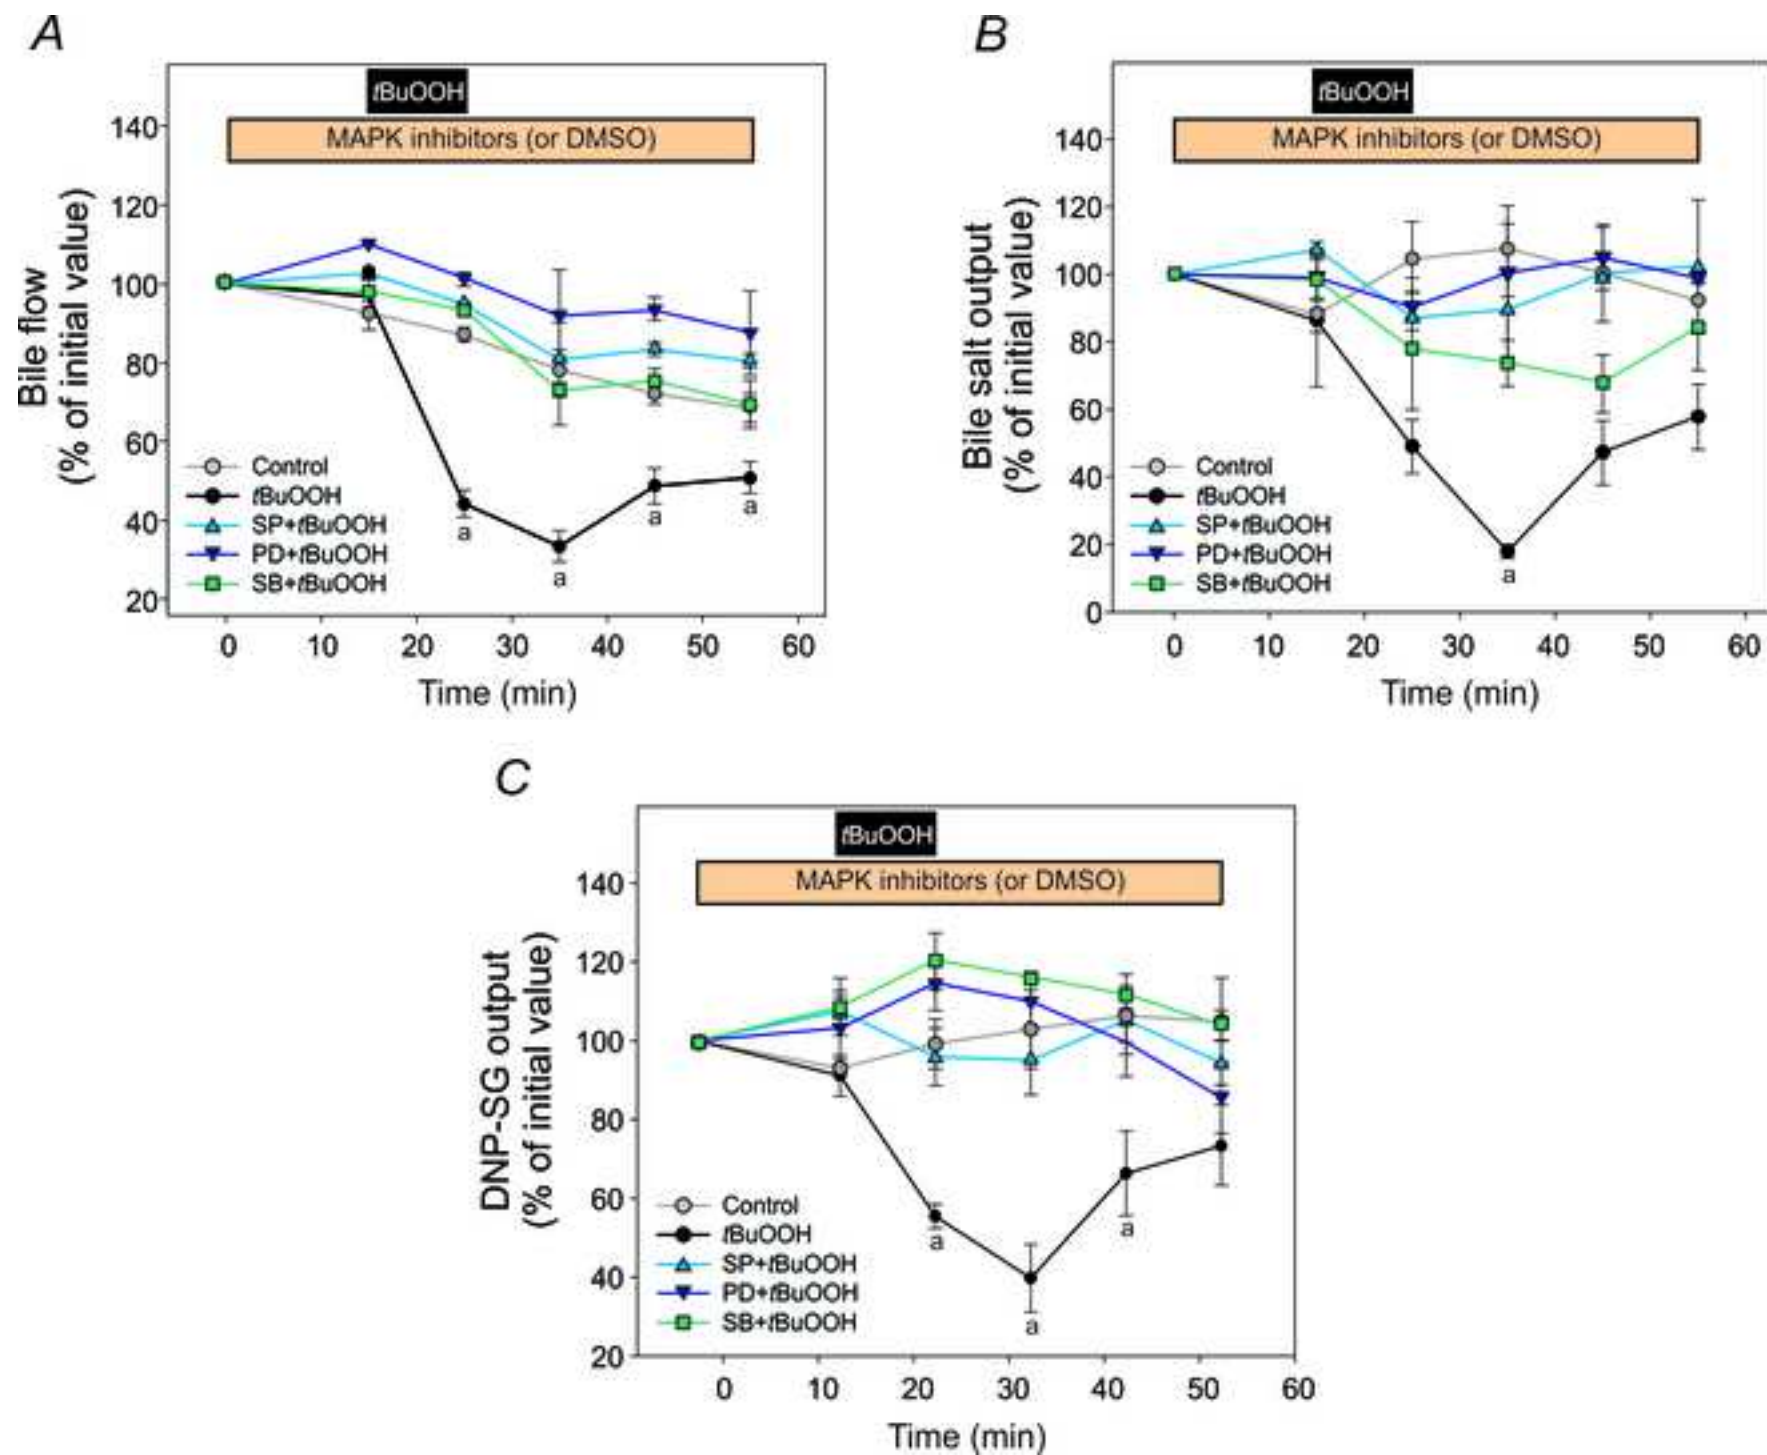 A
tBuOOH
MAPK inhibitors (or DMSO)
140
120
100
80
60
40
20
Bile flow
(% of initial value)
Control
tBuOOH
SP+tBuOOH
PD+tBuOOH
SB+tBuOOH
a
a
a
a
0 10 20 30 40 50 60
Time (min)
B
tBuOOH
MAPK inhibitors (or DMSO)
140
120
100
80
60
40
20
0
Bile salt output
(% of initial value)
Control
tBuOOH
SP+tBuOOH
PD+tBuOOH
SB+tBuOOH
a
0 10 20 30 40 50 60
Time (min)
C
tBuOOH
MAPK inhibitors (or DMSO)
140
120
100
80
60
40
20
DNP-SG output
(% of initial value)
Control
tBuOOH
SP+tBuOOH
PD+tBuOOH
SB+tBuOOH
a
a
a
0 10 20 30 40 50 60
Time (min)